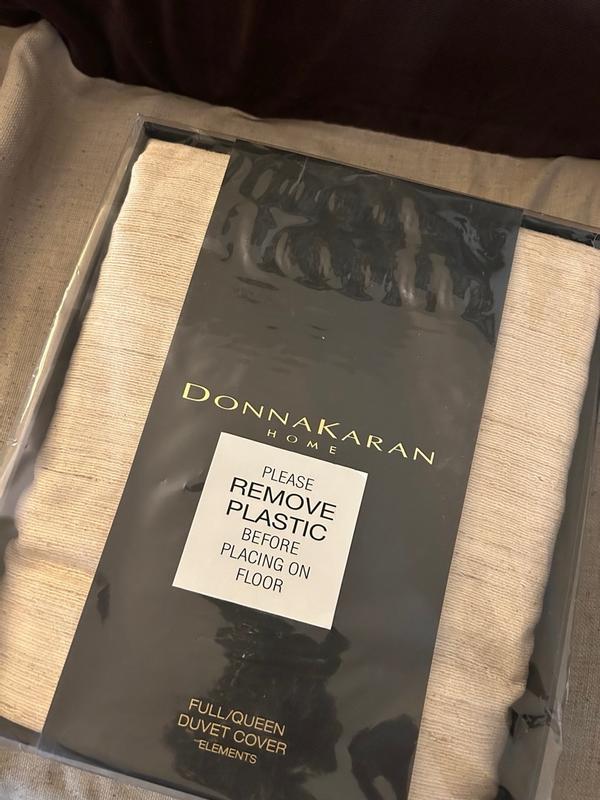 DONNAKARAN
HOME
PLEASE
REMOVE
PLASTIC
BEFORE
PLACING ON
FLOOR
FULL/QUEEN
DUVET COVER
ELEMENTS